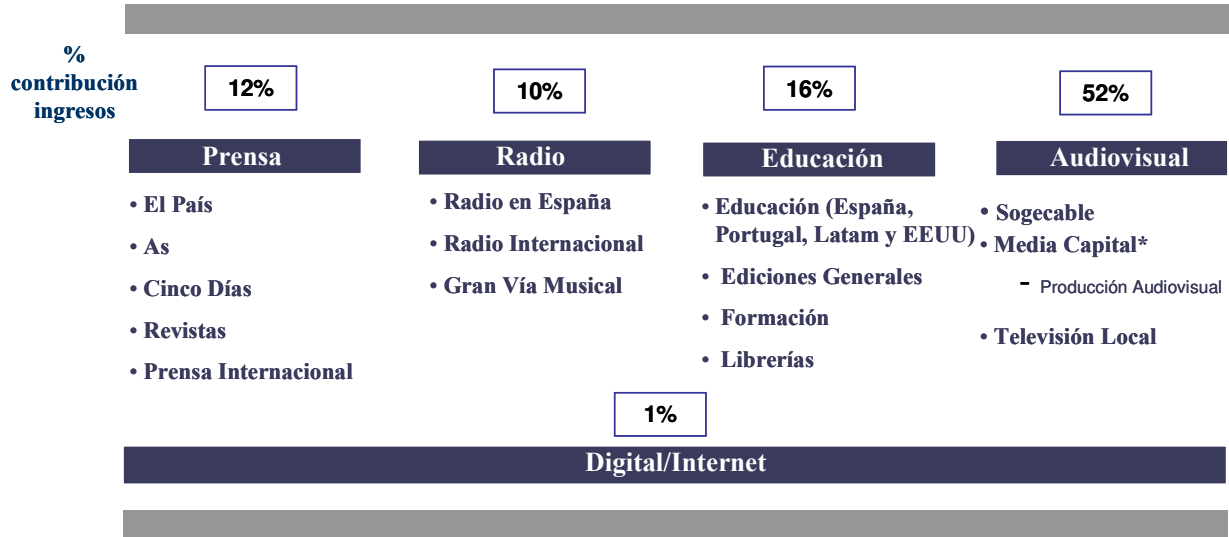 %
contribución
ingresos
12%
10%
16%
52%
Prensa
• El País
• As
• Cinco Días
• Revistas
• Prensa Internacional
Radio
• Radio en España
• Radio Internacional
• Gran Vía Musical
Educación
• Educación (España,
Portugal, Latam y EEUU)
• Ediciones Generales
• Formación
• Librerías
Audiovisual
• Sogecable
• Media Capital*
- Producción Audiovisual
• Televisión Local
1%
Digital/Internet